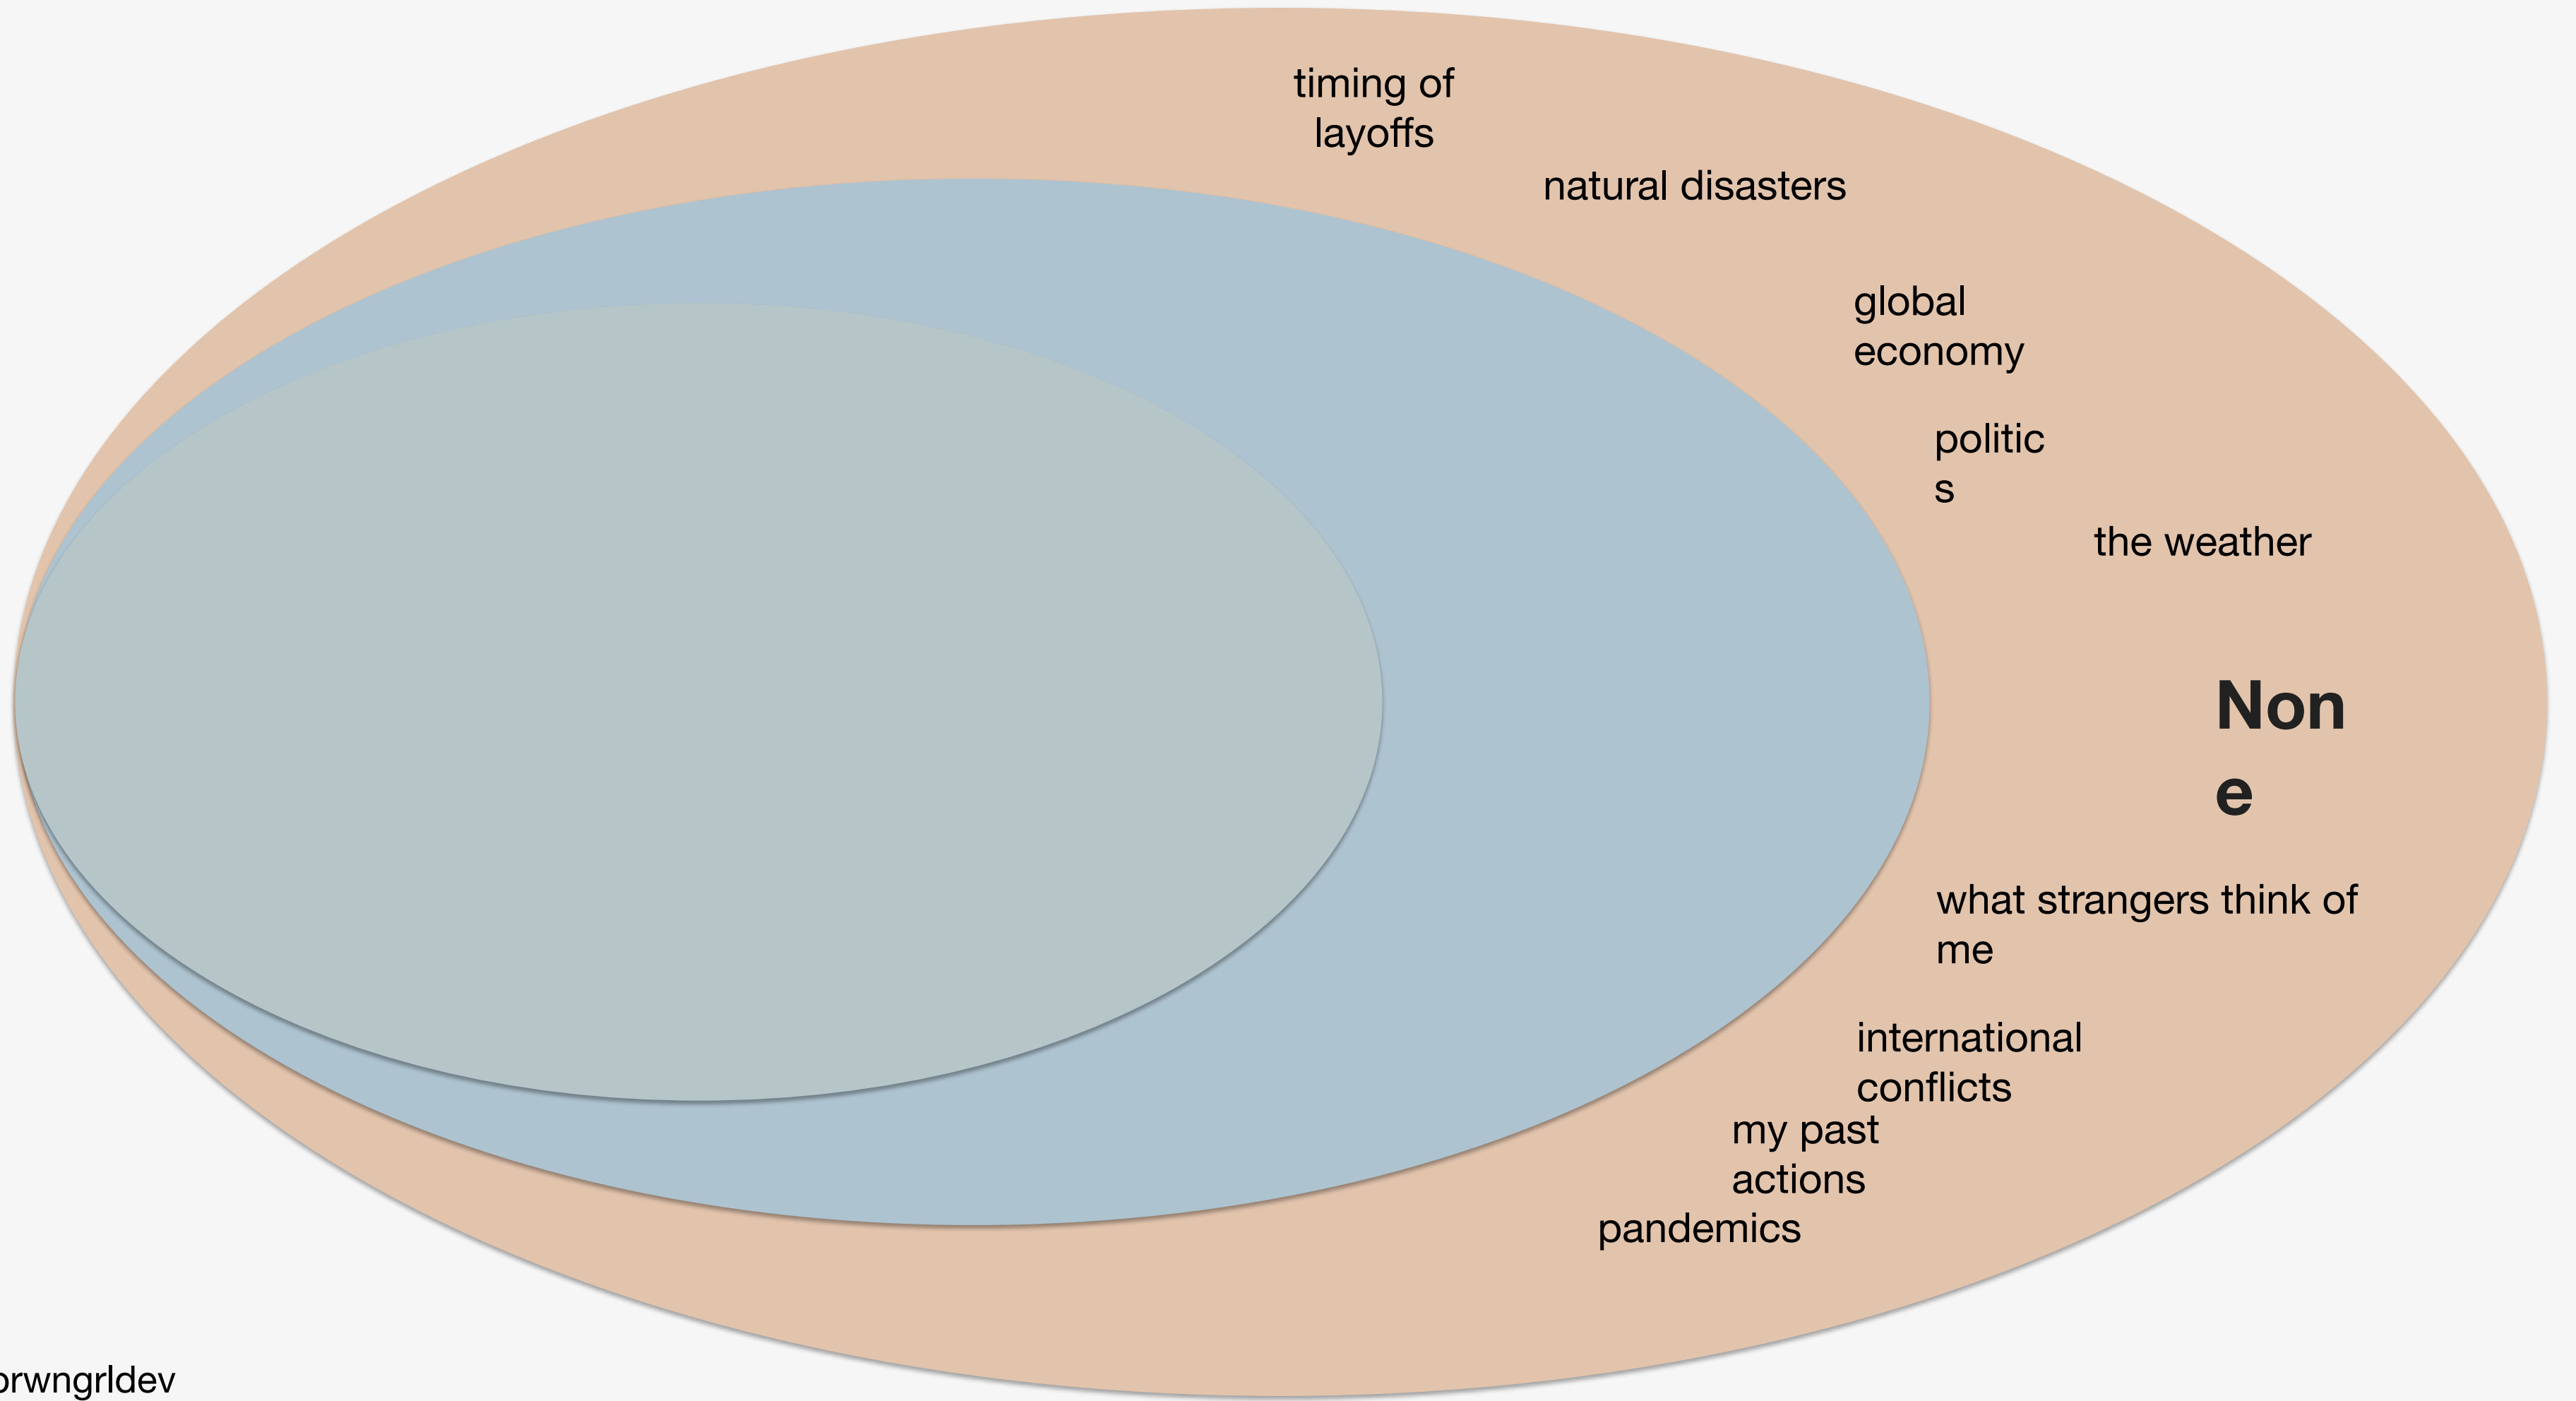 timing of
layoffs
natural disasters
global
economy
politic
s
the weather
Non
e
what strangers think of
me
international
conflicts
my past
actions
pandemics